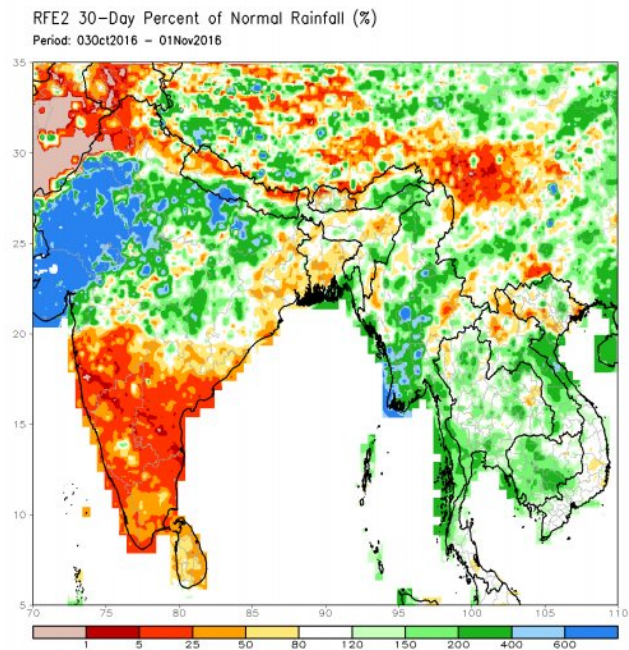 RFE2 30-Day Percent of Normal Rainfall (%)
Period: 03Oct2016 - 01Nov2016
35
30
25
20
15
10
5
70 75 80 85 90 95 100 105 110
1 5 25 50 80 120 150 200 400 600